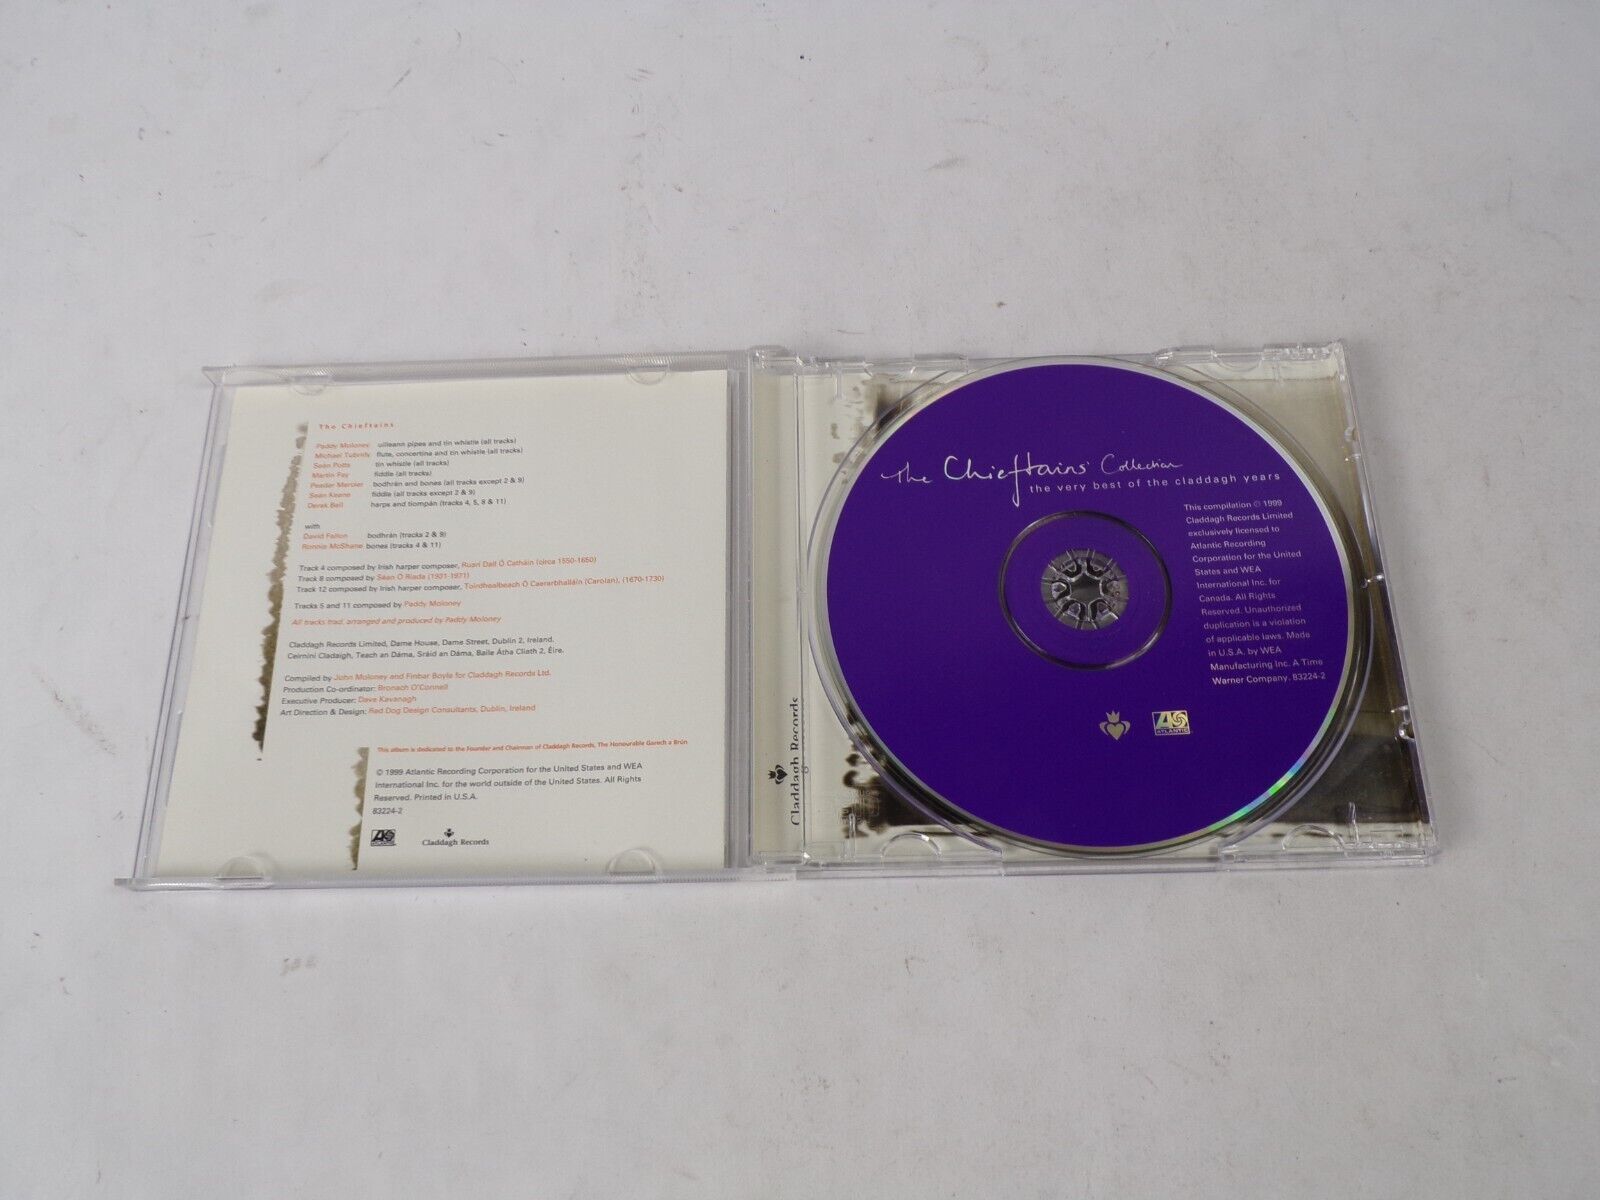 The Chieftains
Paddy Moloney uilleann pipes and tin whistle (all tracks)
Michael Tubridy flute, concertina and tin whistle (all tracks)
Seán Potts tin whistle (all tracks)
Martin Fay fiddle (all tracks)
Peadar Mercier bodhrán and bones (all tracks except 2 & 9)
Seán Keane fiddle (all tracks except 2 & 9)
Derek Bell harps and tiompán (tracks 4, 5, 8 & 11)
with
David Fallon bodhrán (tracks 2 & 9)
Ronnie McShane bones (tracks 4 & 11)
Track 4 composed by Irish harper composer, Ruari Dall Ó Catháin (circa 1550-1650)
Track 8 composed by Séan Ó Riada (1931-1971)
Track 12 composed by Irish harper composer, Toirdhealbeach Ó Caerarbhalláin (Carolan), (1670-1730)
Tracks 5 and 11 composed by Paddy Moloney
All tracks trad. arranged and produced by Paddy Moloney
Claddagh Records Limited, Dame House, Dame Street, Dublin 2, Ireland.
Ceirníní Cladaigh, Teach an Dáma, Sráid an Dáma, Baile Átha Cliath 2, Éire.
Compiled by John Moloney and Finbar Boyle for Claddagh Records Ltd.
Production Co-ordinator: Bronach O'Connell
Executive Producer: Dave Kavanagh
Art Direction & Design: Red Dog Design Consultants, Dublin, Ireland
This album is dedicated to the Founder and Chairman of Claddagh Records, The Honourable Garech a Brún
© 1999 Atlantic Recording Corporation for the United States and WEA
International Inc. for the world outside of the United States. All Rights
Reserved. Printed in U.S.A.
83224-2
ATLANTIC
Claddagh Records
Claddagh Records
The Chieftains' Collection
the very best of the claddagh years
This compilation © 1999
Claddagh Records Limited
exclusively licensed to
Atlantic Recording
Corporation for the United
States and WEA
International Inc. for
Canada. All Rights
Reserved. Unauthorized
duplication is a violation
of applicable laws. Made
in U.S.A. by WEA
Manufacturing Inc. A Time
Warner Company. 83224-2
ATLANTIC